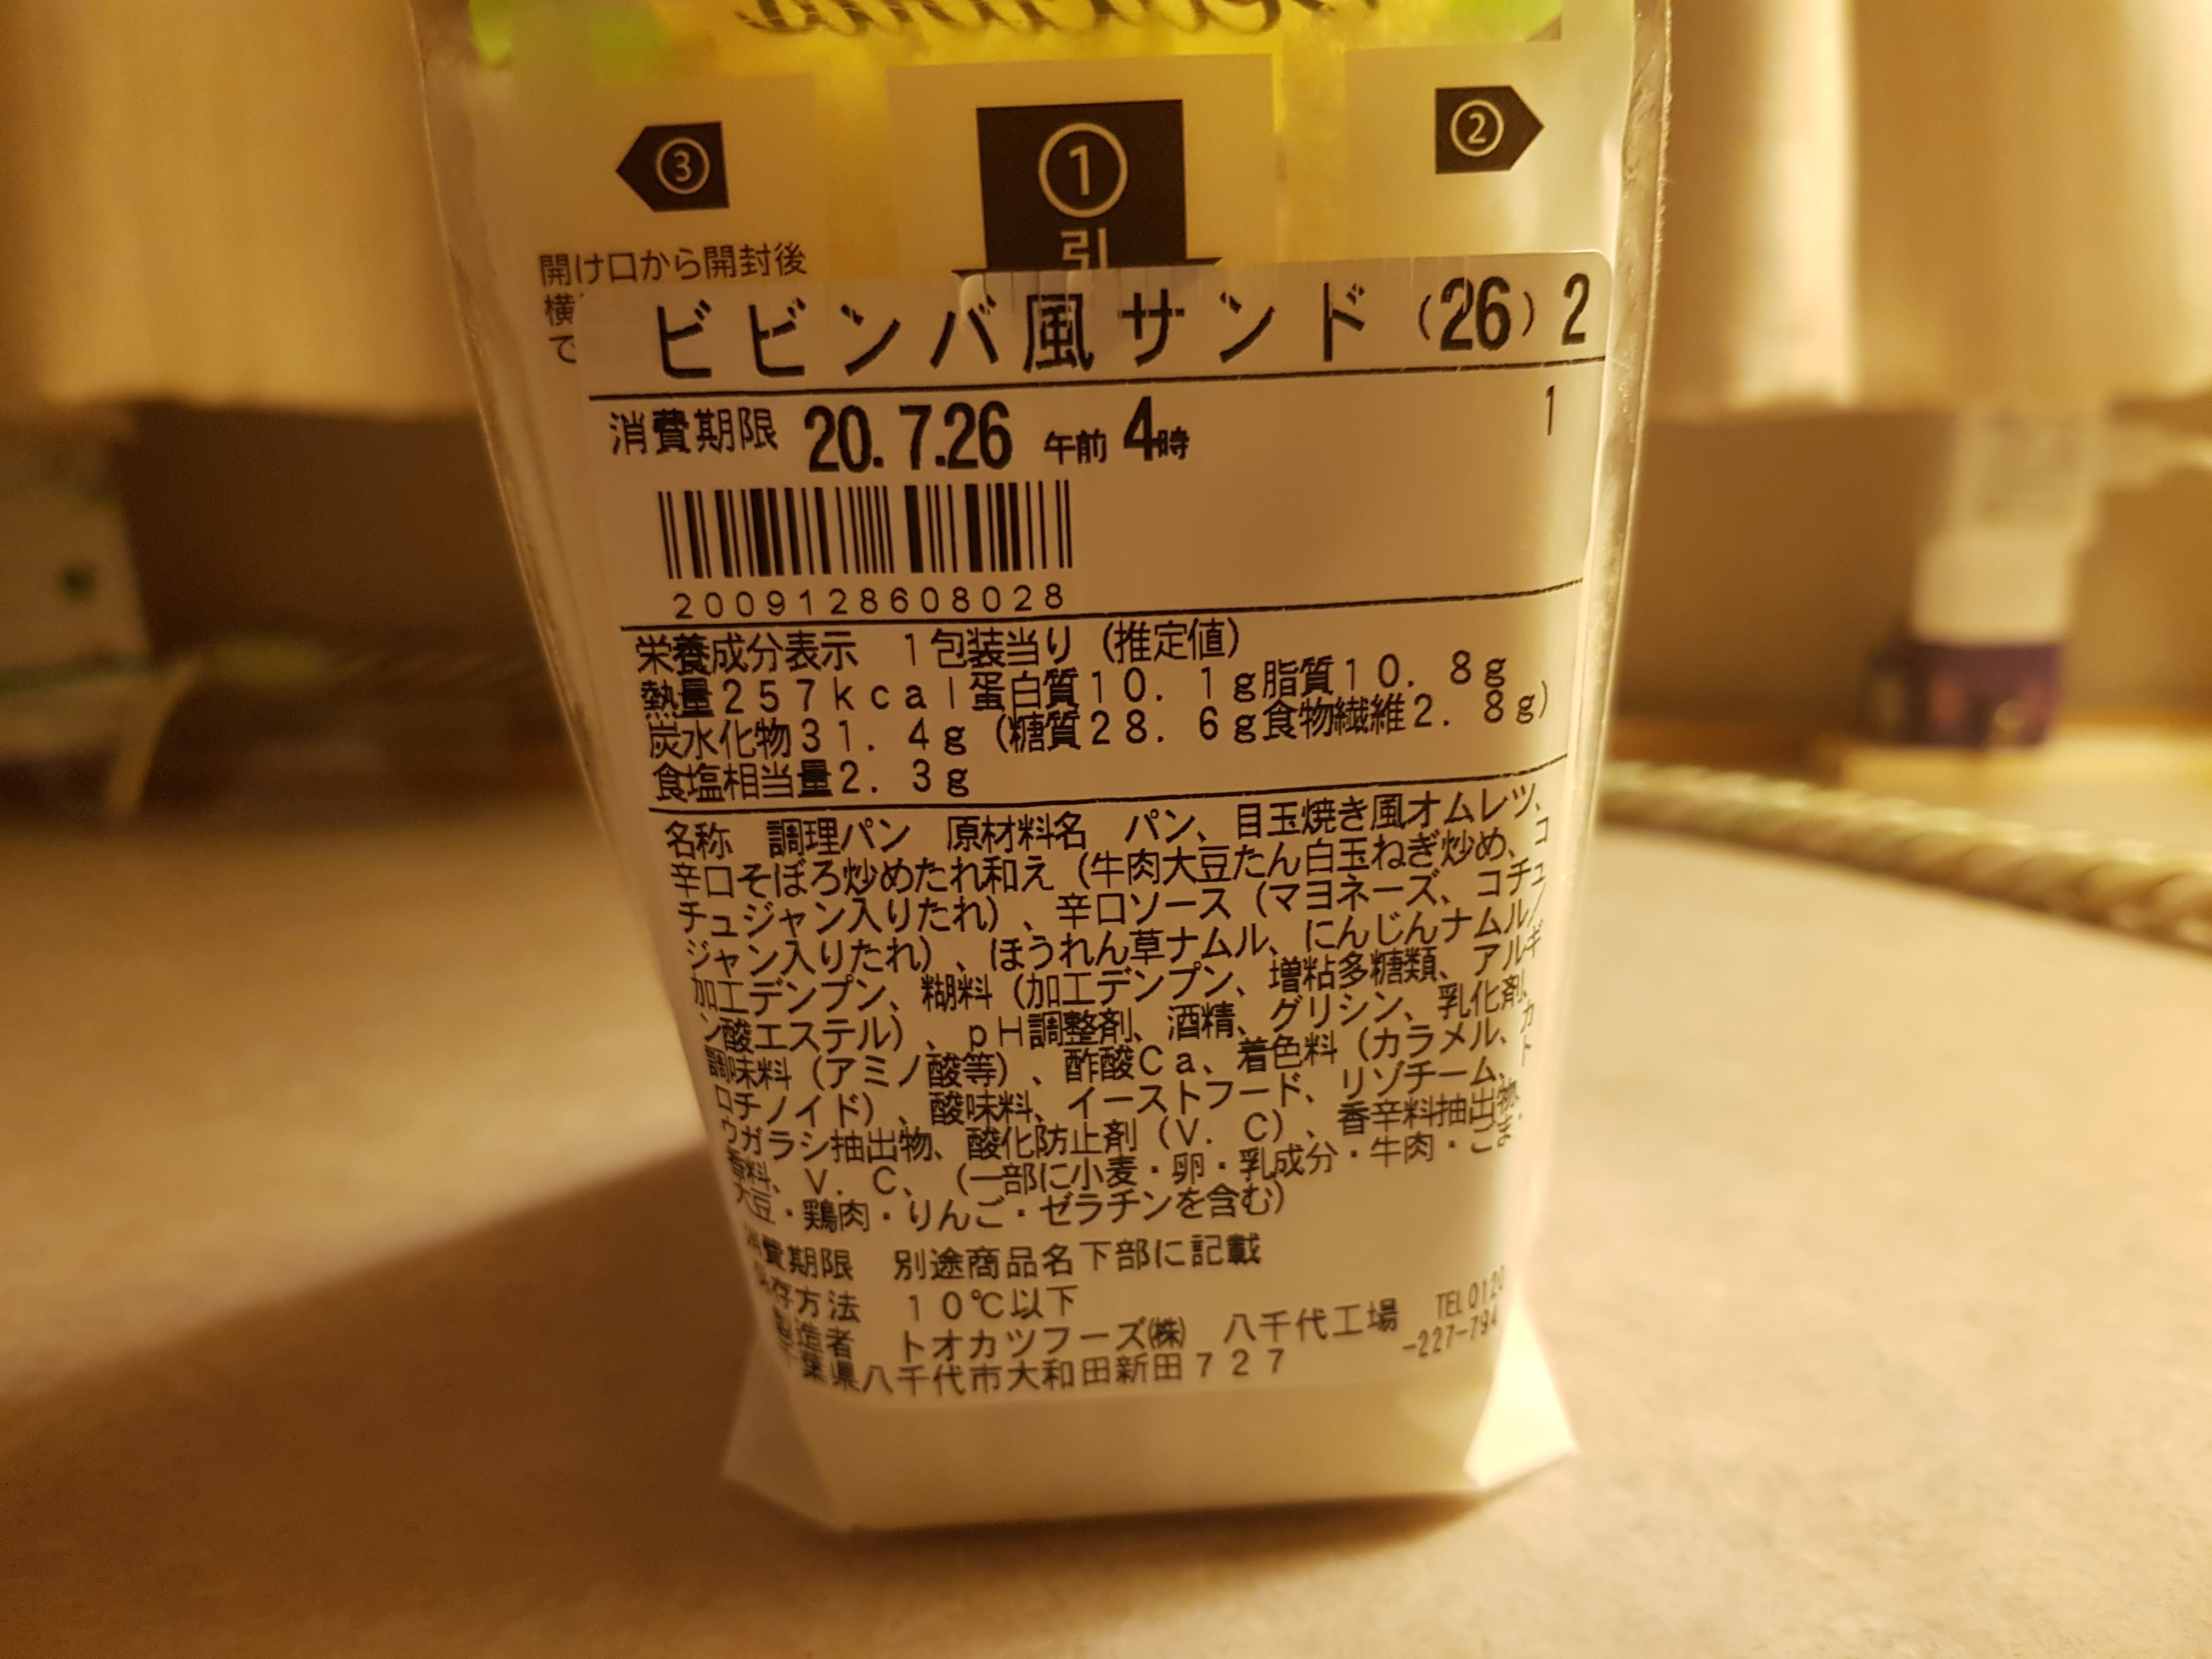 ③
①
②
引
開け口から開封後
横
で
ビビンバ風サンド（26）2
消費期限 20.7.26 午前 4時
1
2009128608028
栄養成分表示　1包装当り（推定値）
熱量257kcal蛋白質10．1g脂質10．8g
炭水化物31．4g（糖質28．6g食物繊維2．8g）
食塩相当量2．3g
名称　調理パン　原材料名　パン、目玉焼き風オムレツ、
辛口そぼろ炒めたれ和え（牛肉大豆たん白玉ねぎ炒め、コ
チュジャン入りたれ）、辛口ソース（マヨネーズ、コチュ
ジャン入りたれ）、ほうれん草ナムル、にんじんナムル／
加工デンプン、糊料（加工デンプン、増粘多糖類、アルギ
ン酸エステル）、pH調整剤、酒精、グリシン、乳化剤、
調味料（アミノ酸等）、酢酸Ca、着色料（カラメル、カ
ロチノイド）、酸味料、イーストフード、リゾチーム、ト
ウガラシ抽出物、酸化防止剤（V．C）、香辛料抽出物、
香料、V．C、（一部に小麦・卵・乳成分・牛肉・ごま・
大豆・鶏肉・りんご・ゼラチンを含む）
消費期限　別途商品名下部に記載
保存方法　10℃以下
製造者　トオカツフーズ㈱　八千代工場　TEL 0120
千葉県八千代市大和田新田727　-227-794